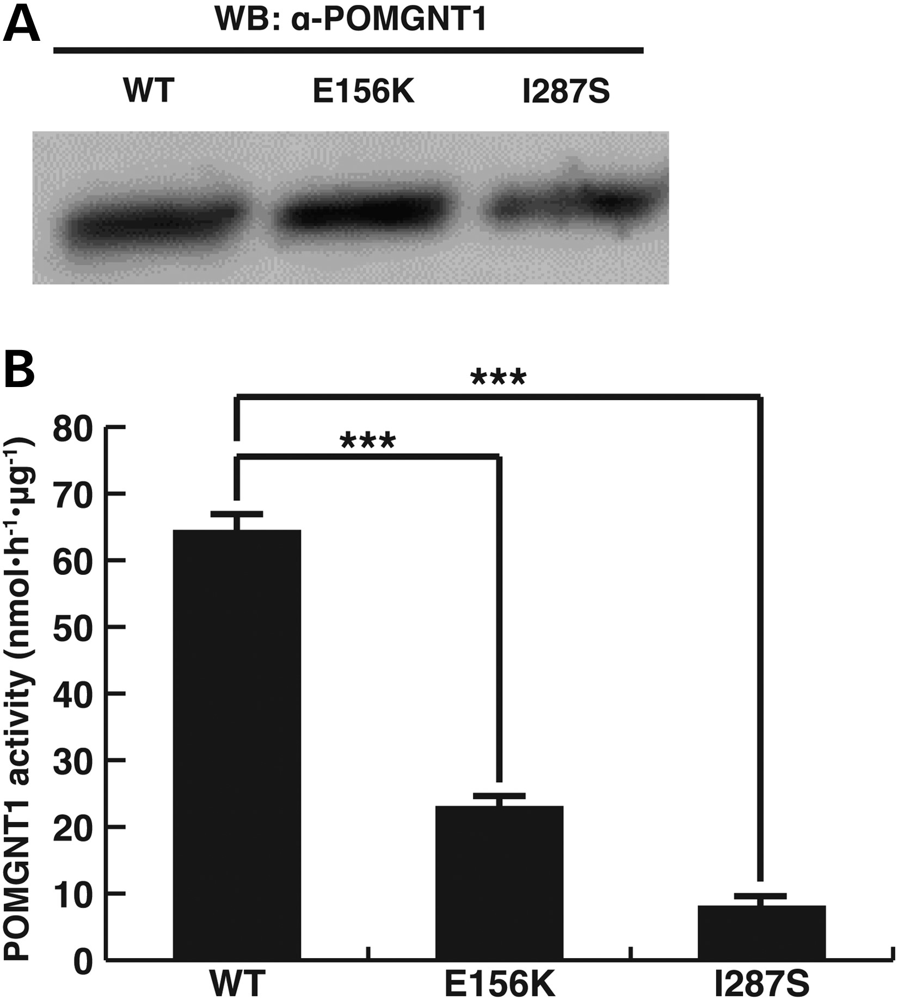 A
WB: α-POMGNT1
WT E156K I287S
B
***
***
80
70
60
50
40
30
20
10
0
POMGNT1 activity (nmol•h-1•µg-1)
WT E156K I287S